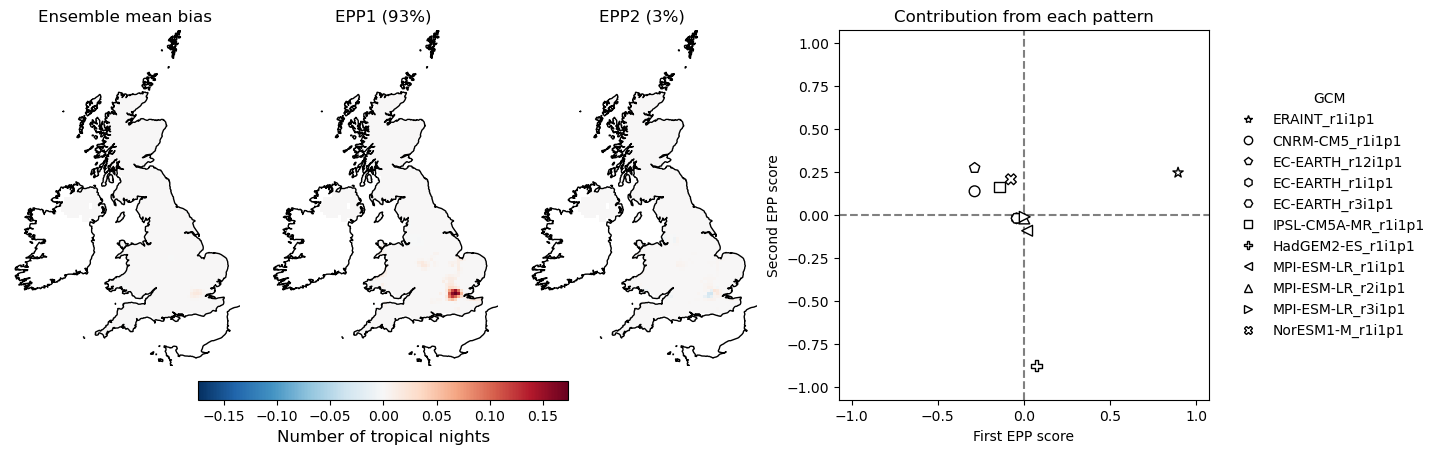 Ensemble mean bias
EPP1 (93%)
EPP2 (3%)
−0.15
−0.10
−0.05
0.00
0.05
0.10
0.15
Number of tropical nights
Contribution from each pattern
Second EPP score
1.00
0.75
0.50
0.25
0.00
−0.25
−0.50
−0.75
−1.00
−1.0
−0.5
0.0
0.5
1.0
First EPP score
GCM
ERAINT_r1i1p1
CNRM-CM5_r1i1p1
EC-EARTH_r12i1p1
EC-EARTH_r1i1p1
EC-EARTH_r3i1p1
IPSL-CM5A-MR_r1i1p1
HadGEM2-ES_r1i1p1
MPI-ESM-LR_r1i1p1
MPI-ESM-LR_r2i1p1
MPI-ESM-LR_r3i1p1
NorESM1-M_r1i1p1